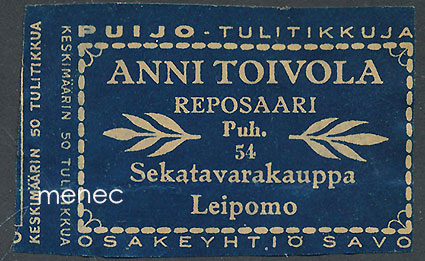 PUIJO - TULITIKKUJA
ANNI TOIVOLA
REPOSAARI
Puh.
54
Sekatavarakauppa
Leipomo
OSAKEYHTIÖ SAVO
KESKIMÄÄRIN 50 TULITIKKUA
KESKIMÄÄRIN 50 TULITIKKUA
menec